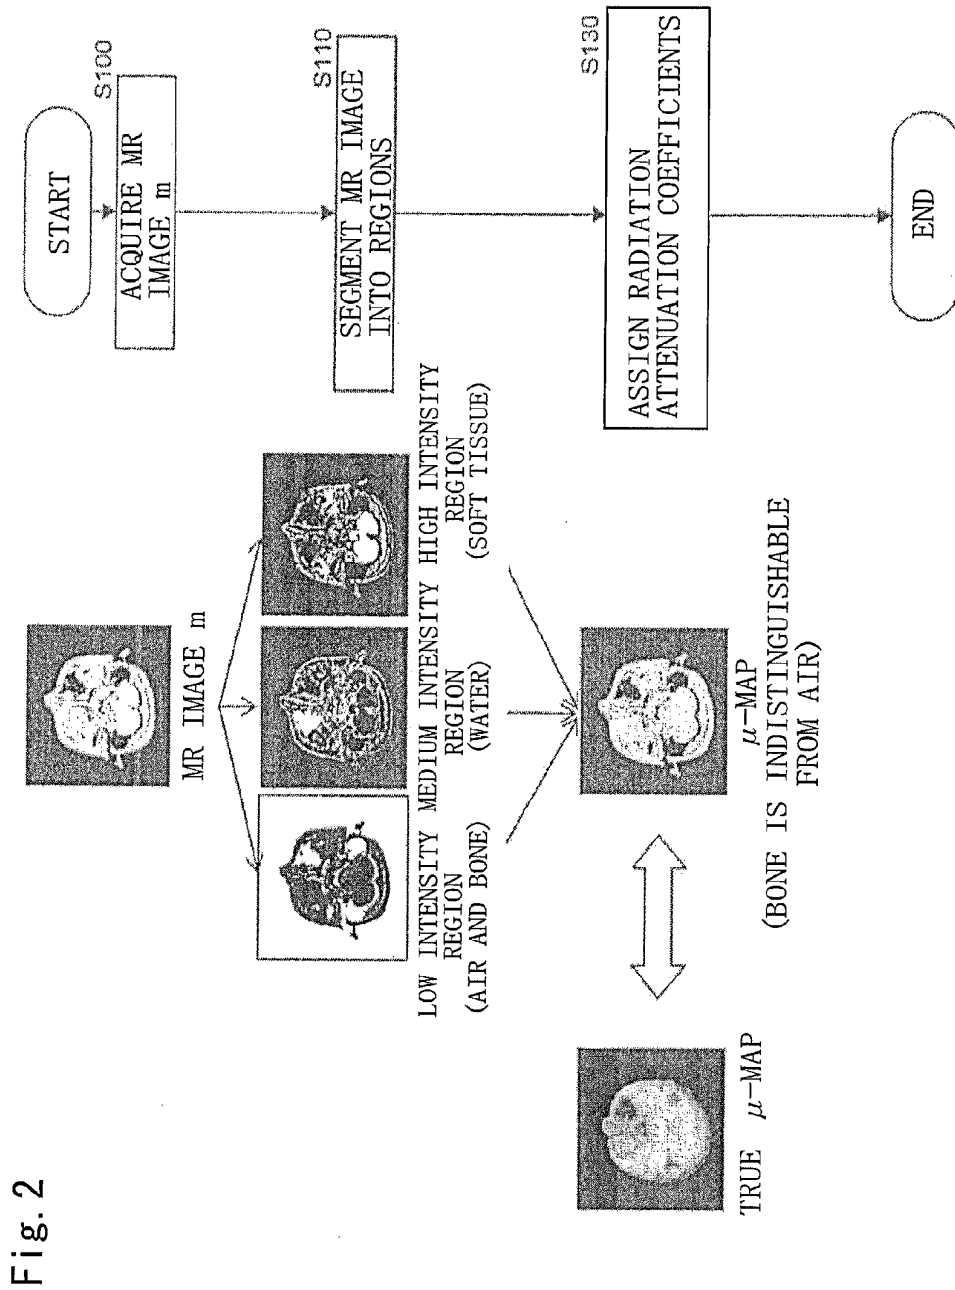 Fig. 2
START
S100
ACQUIRE MR
IMAGE m
S110
SEGMENT MR IMAGE
INTO REGIONS
S130
ASSIGN RADIATION
ATTENUATION COEFFICIENTS
END
MR IMAGE m
LOW INTENSITY
REGION
(AIR AND BONE)
MEDIUM INTENSITY
REGION
(WATER)
HIGH INTENSITY
REGION
(SOFT TISSUE)
TRUE μ-MAP
μ-MAP
(BONE IS INDISTINGUISHABLE
FROM AIR)